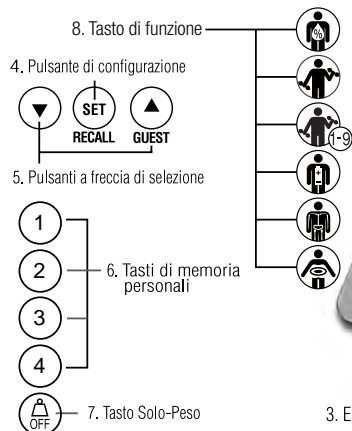 8. Tasto di funzione
%
4. Pulsante di configurazione
▼ SET ▲
RECALL GUEST
1-9
5. Pulsanti a freccia di selezione
+
−
1
2
6. Tasti di memoria
personali
3
4
OFF
7. Tasto Solo-Peso
3. E